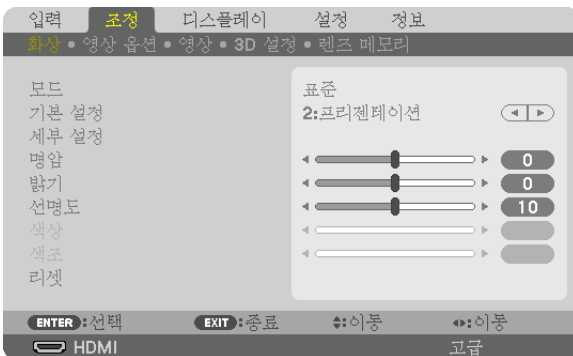 입력 조정 디스플레이 설정 정보
화상 • 영상 옵션 • 영상 • 3D 설정 • 렌즈 메모리
모드 표준
기본 설정 2:프리젠테이션
세부 설정
명암 0
밝기 0
선명도 10
색상
색조
리셋
ENTER:선택 EXIT:종료 :이동 :이동
HDMI 고급